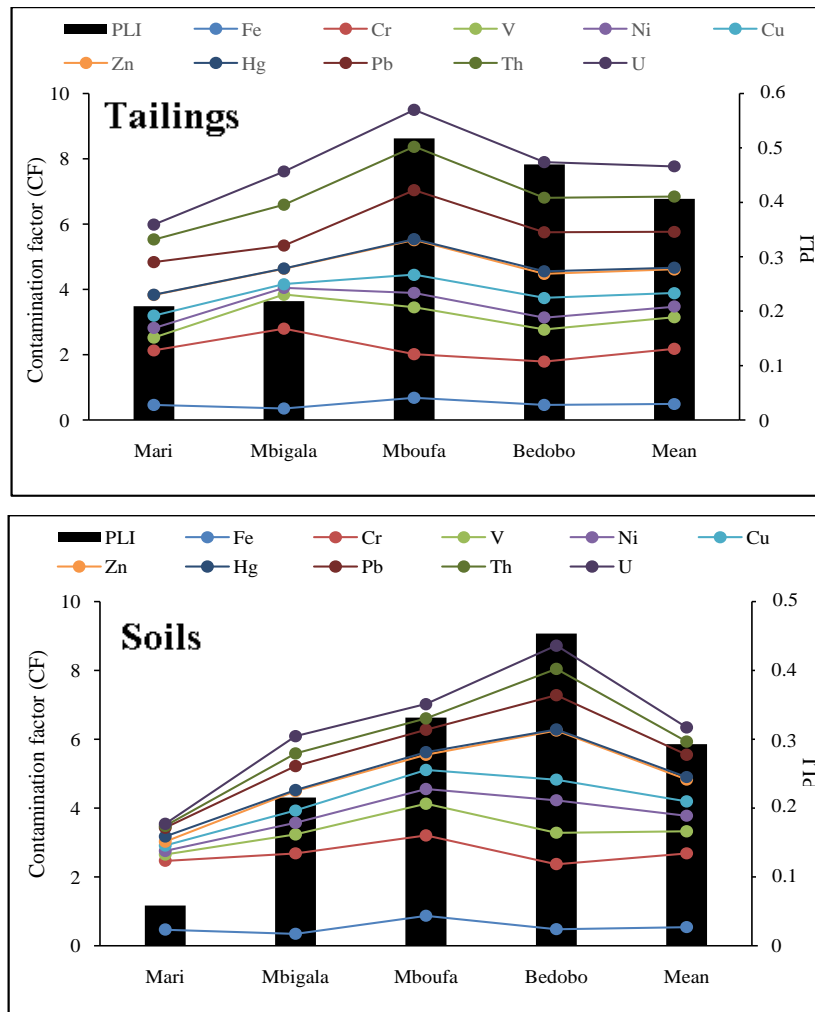 PLI Fe Cr V Ni Cu
Zn Hg Pb Th U
Tailings
Contamination factor (CF)
10
8
6
4
2
0
0.6
0.5
0.4
0.3
0.2
0.1
0
PLI
Mari Mbigala Mboufa Bedobo Mean
PLI Fe Cr V Ni Cu
Zn Hg Pb Th U
Soils
Contamination factor (CF)
10
8
6
4
2
0
0.5
0.4
0.3
0.2
0.1
0
PLI
Mari Mbigala Mboufa Bedobo Mean